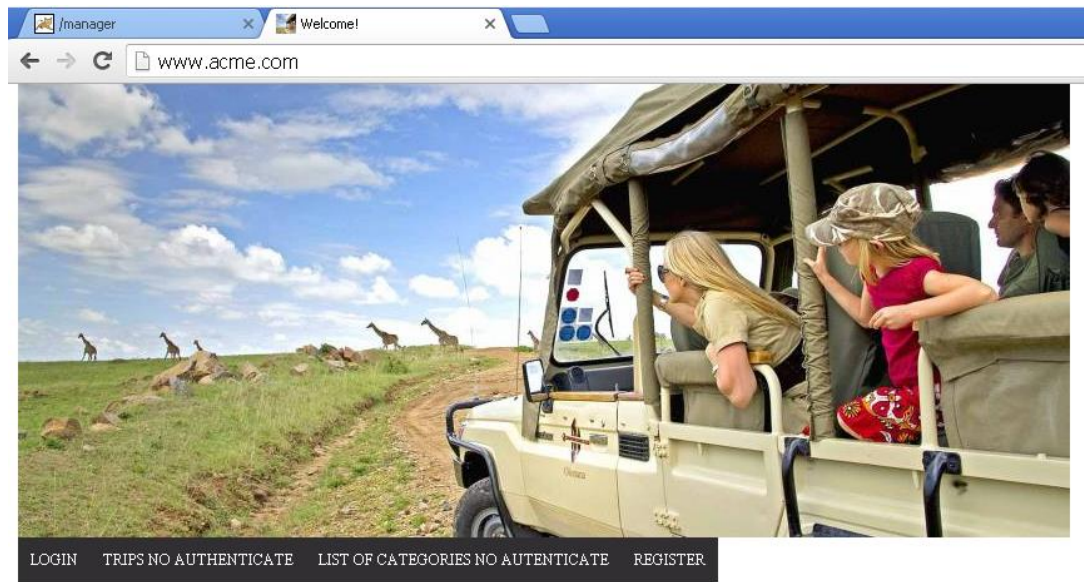 /manager
Welcome!
www.acme.com
LOGIN TRIPS NO AUTHENTICATE LIST OF CATEGORIES NO AUTENTICATE REGISTER